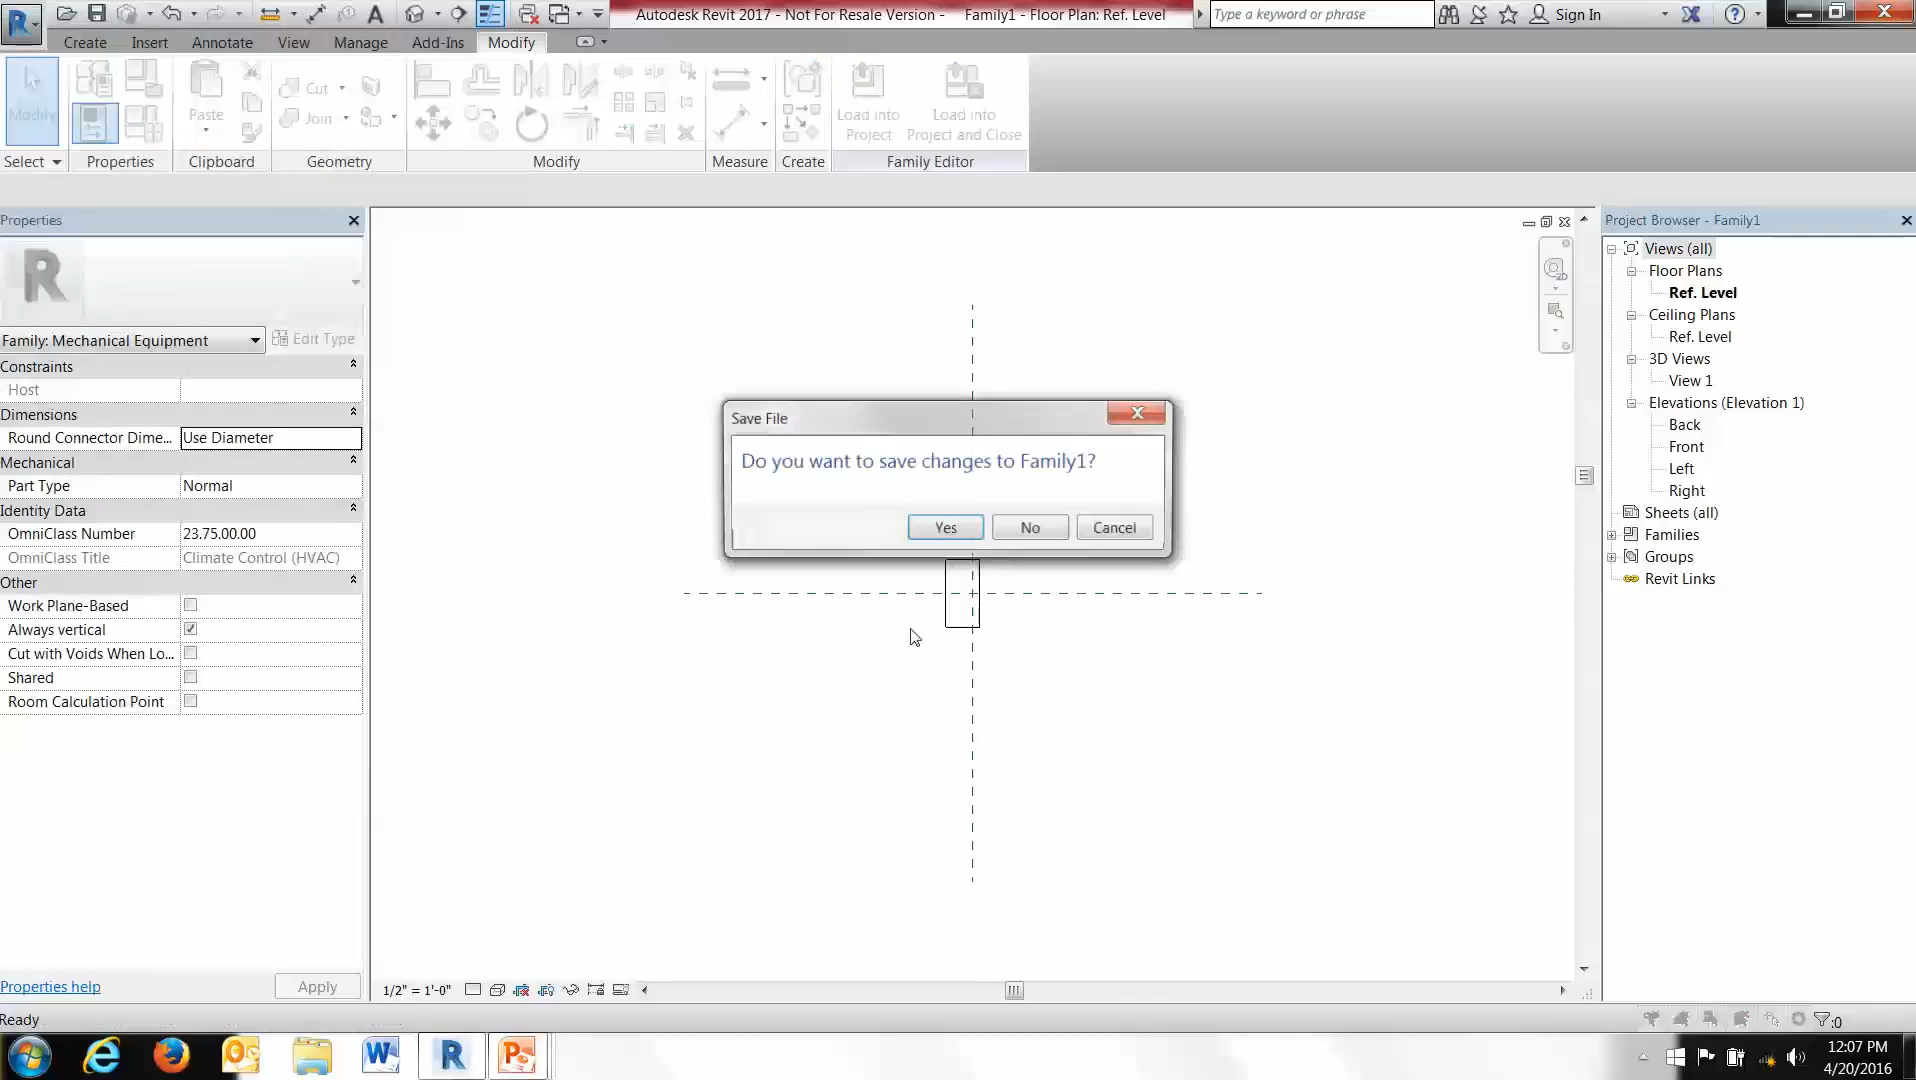 Autodesk Revit 2017 - Not For Resale Version - Family1 - Floor Plan: Ref. Level
Type a keyword or phrase
Sign In
Create Insert Annotate View Manage Add-Ins Modify
Modify
Paste
Cut
Join
Load into
Project
Load into
Project and Close
Select Properties Clipboard Geometry Modify Measure Create Family Editor
Properties
Family: Mechanical Equipment
Edit Type
Constraints
Host
Dimensions
Round Connector Dime... Use Diameter
Mechanical
Part Type Normal
Identity Data
OmniClass Number 23.75.00.00
OmniClass Title Climate Control (HVAC)
Other
Work Plane-Based
Always vertical
Cut with Voids When Lo...
Shared
Room Calculation Point
Properties help
Apply
2D
Save File
Do you want to save changes to Family1?
Yes No Cancel
1/2" = 1'-0"
Project Browser - Family1
Views (all)
Floor Plans
Ref. Level
Ceiling Plans
Ref. Level
3D Views
View 1
Elevations (Elevation 1)
Back
Front
Left
Right
Sheets (all)
Families
Groups
Revit Links
Ready
:0
12:07 PM
4/20/2016